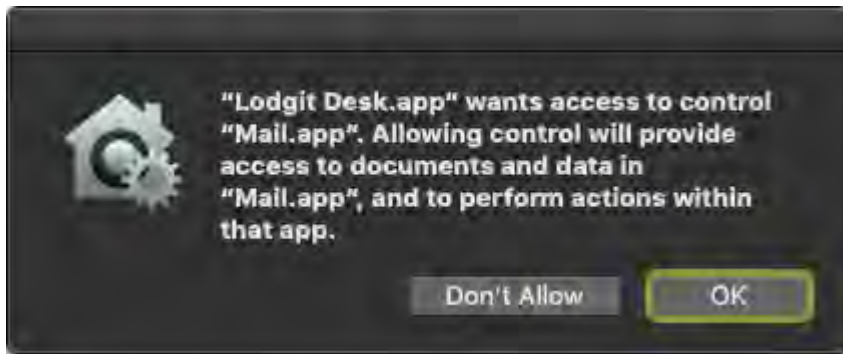 "Lodgit Desk.app" wants access to control
"Mail.app". Allowing control will provide
access to documents and data in
"Mail.app", and to perform actions within
that app.
Don't Allow
OK